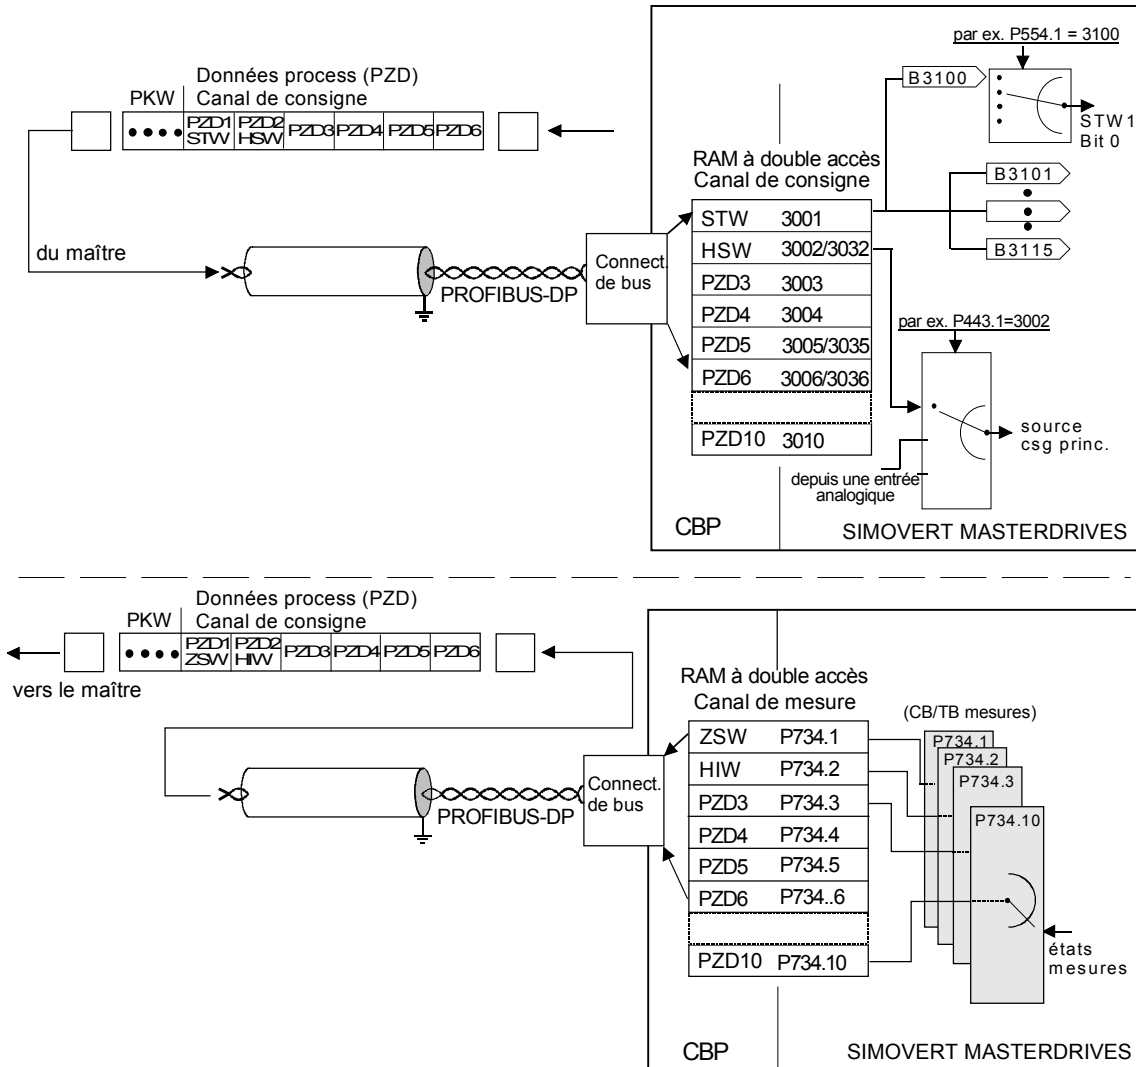 par ex. P554.1 = 3100
Données process (PZD)
PKW Canal de consigne
PZD1 PZD2 PZD3 PZD4 PZD5 PZD6
STW HSW
B3100
STW1
Bit 0
RAM à double accès
Canal de consigne
B3101
STW 3001
HSW 3002/3032
B3115
du maître
Connect.
de bus
PROFIBUS-DP
PZD3 3003
PZD4 3004
par ex. P443.1=3002
PZD5 3005/3035
PZD6 3006/3036
PZD10 3010
source
csg princ.
depuis une entrée
analogique
CBP SIMOVERT MASTERDRIVES
Données process (PZD)
PKW Canal de consigne
PZD1 PZD2 PZD3 PZD4 PZD5 PZD6
ZSW HIW
vers le maître
RAM à double accès
Canal de mesure
(CB/TB mesures)
ZSW P734.1
HIW P734.2
PZD3 P734.3
PZD4 P734.4
PZD5 P734.5
PZD6 P734..6
PZD10 P734.10
P734.1
P734.2
P734.3
P734.10
Connect.
de bus
PROFIBUS-DP
états
mesures
CBP SIMOVERT MASTERDRIVES